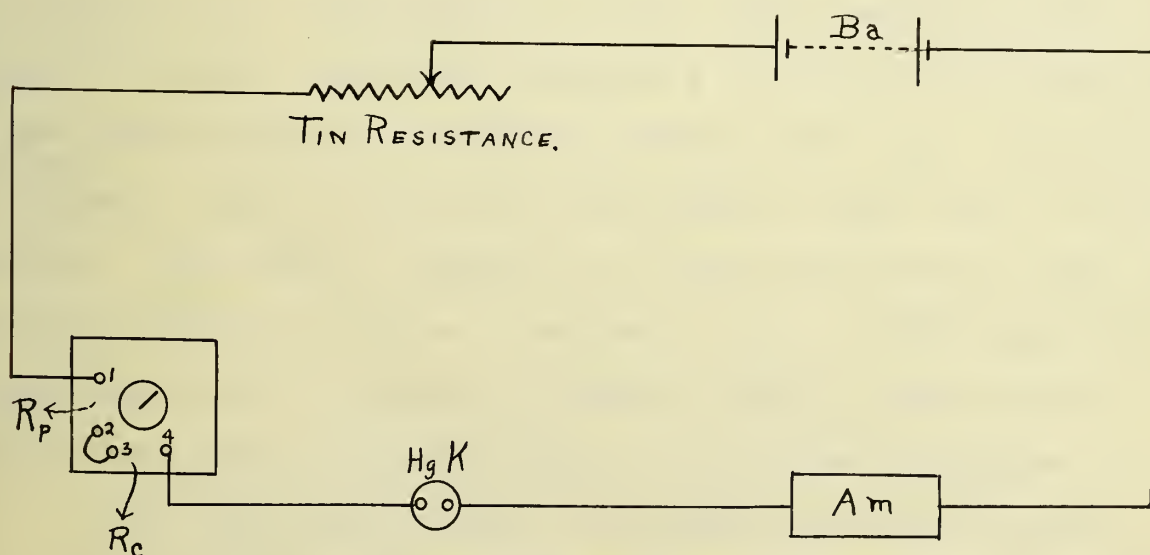 Ba
TIN RESISTANCE.
1
Rp
2
3
4
Rc
Hg K
Am